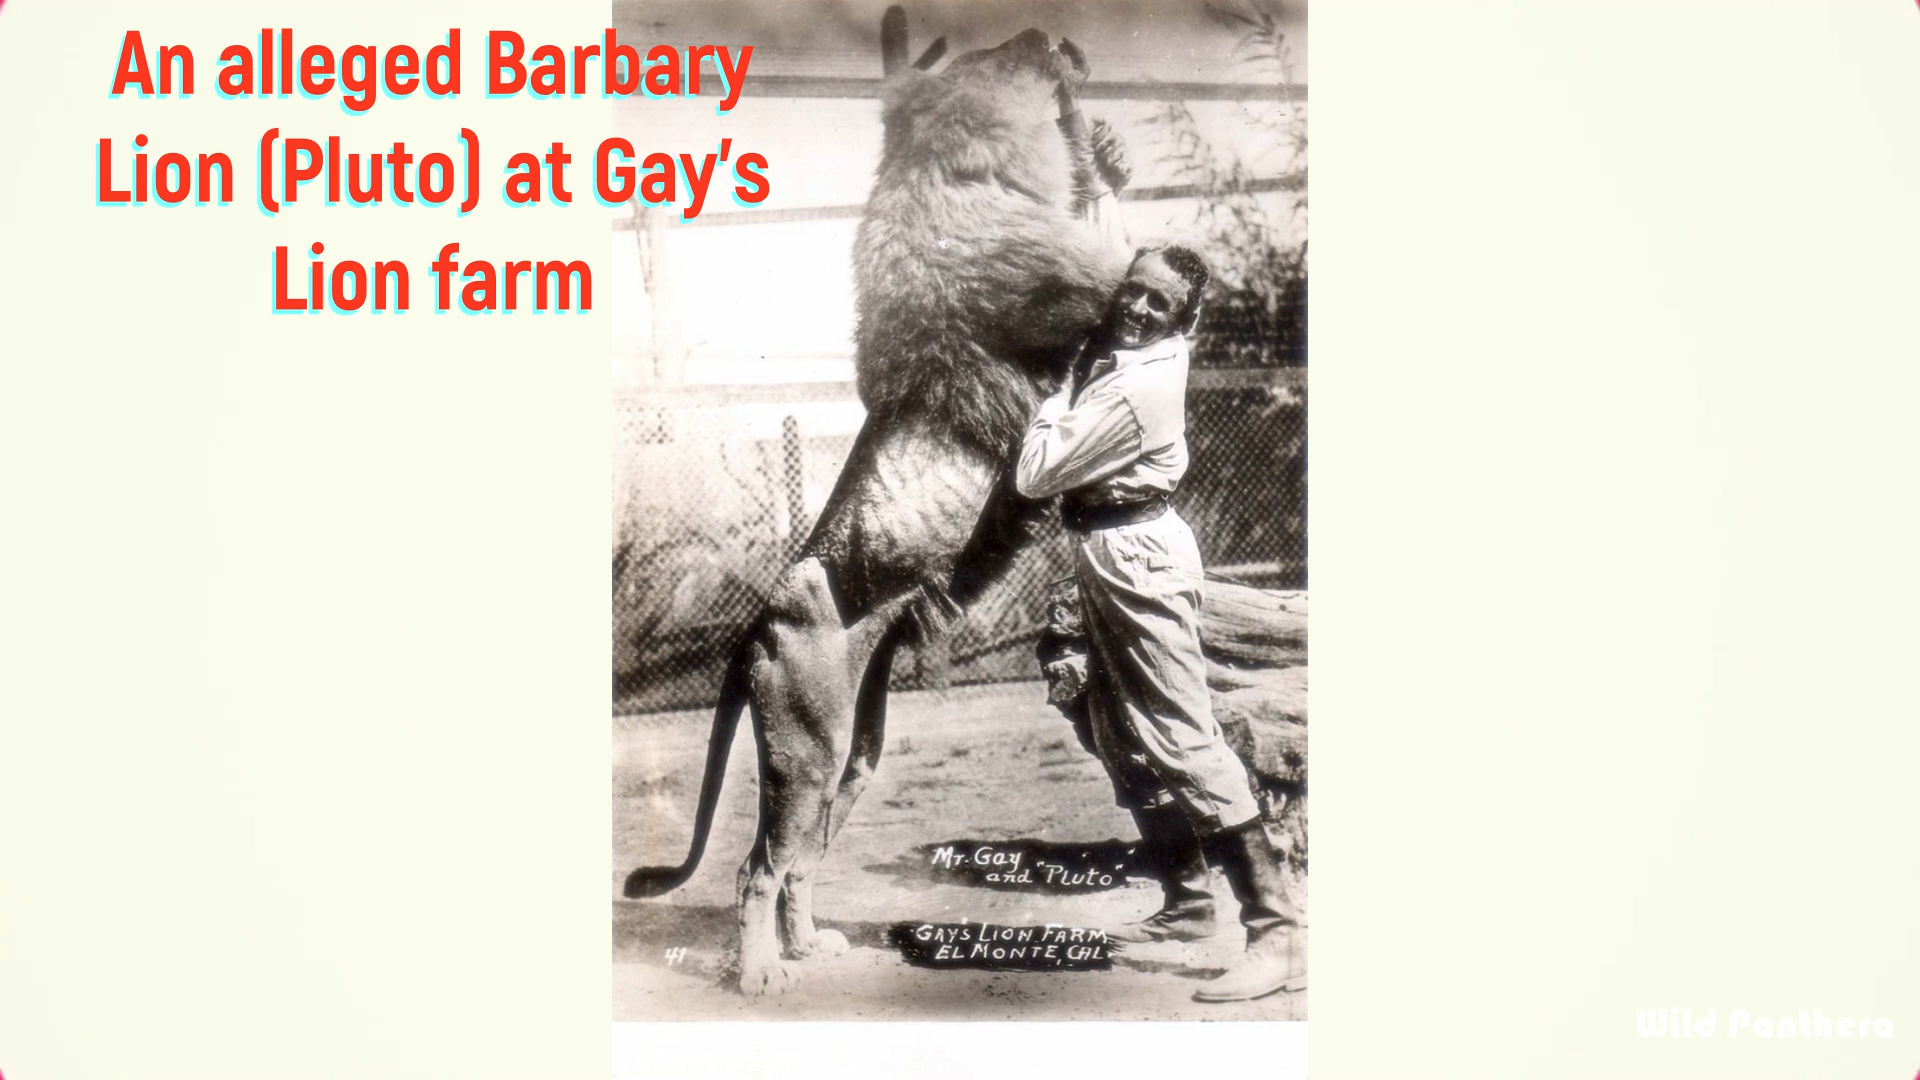 An alleged Barbary
Lion (Pluto) at Gay's
Lion farm
Mr. Gay
and "Pluto"
GAY'S LION FARM
EL MONTE, CAL.
41
Wild Panthera